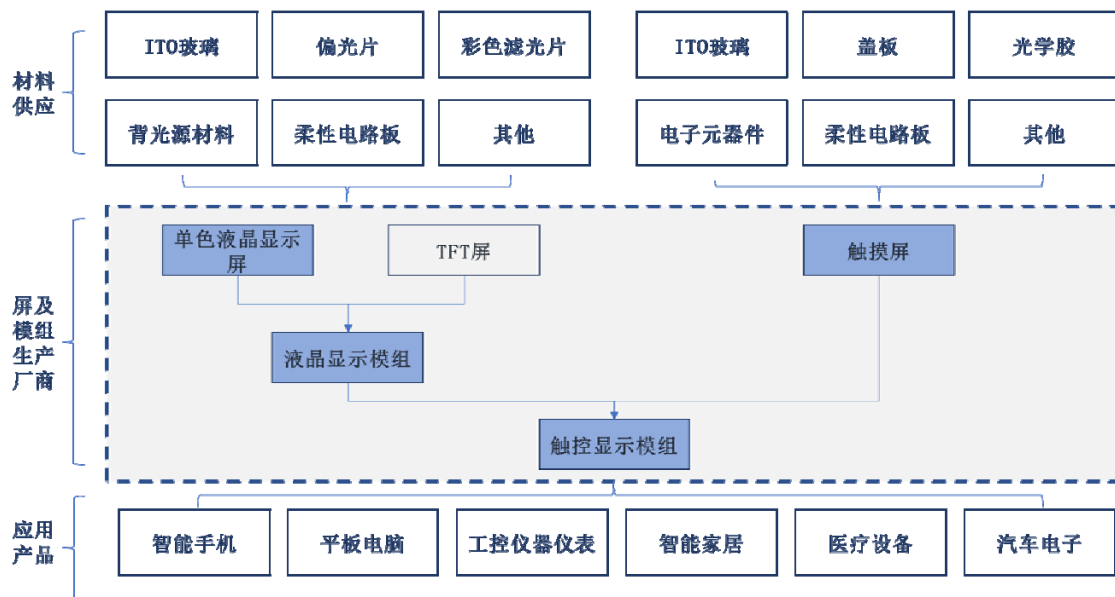 ITO玻璃
偏光片
彩色滤光片
ITO玻璃
盖板
光学胶
材料
供应
背光源材料
柔性电路板
其他
电子元器件
柔性电路板
其他
单色液晶显示
屏
TFT屏
触摸屏
屏及
模组
生产
厂商
液晶显示模组
触控显示模组
应用
产品
智能手机
平板电脑
工控仪器仪表
智能家居
医疗设备
汽车电子